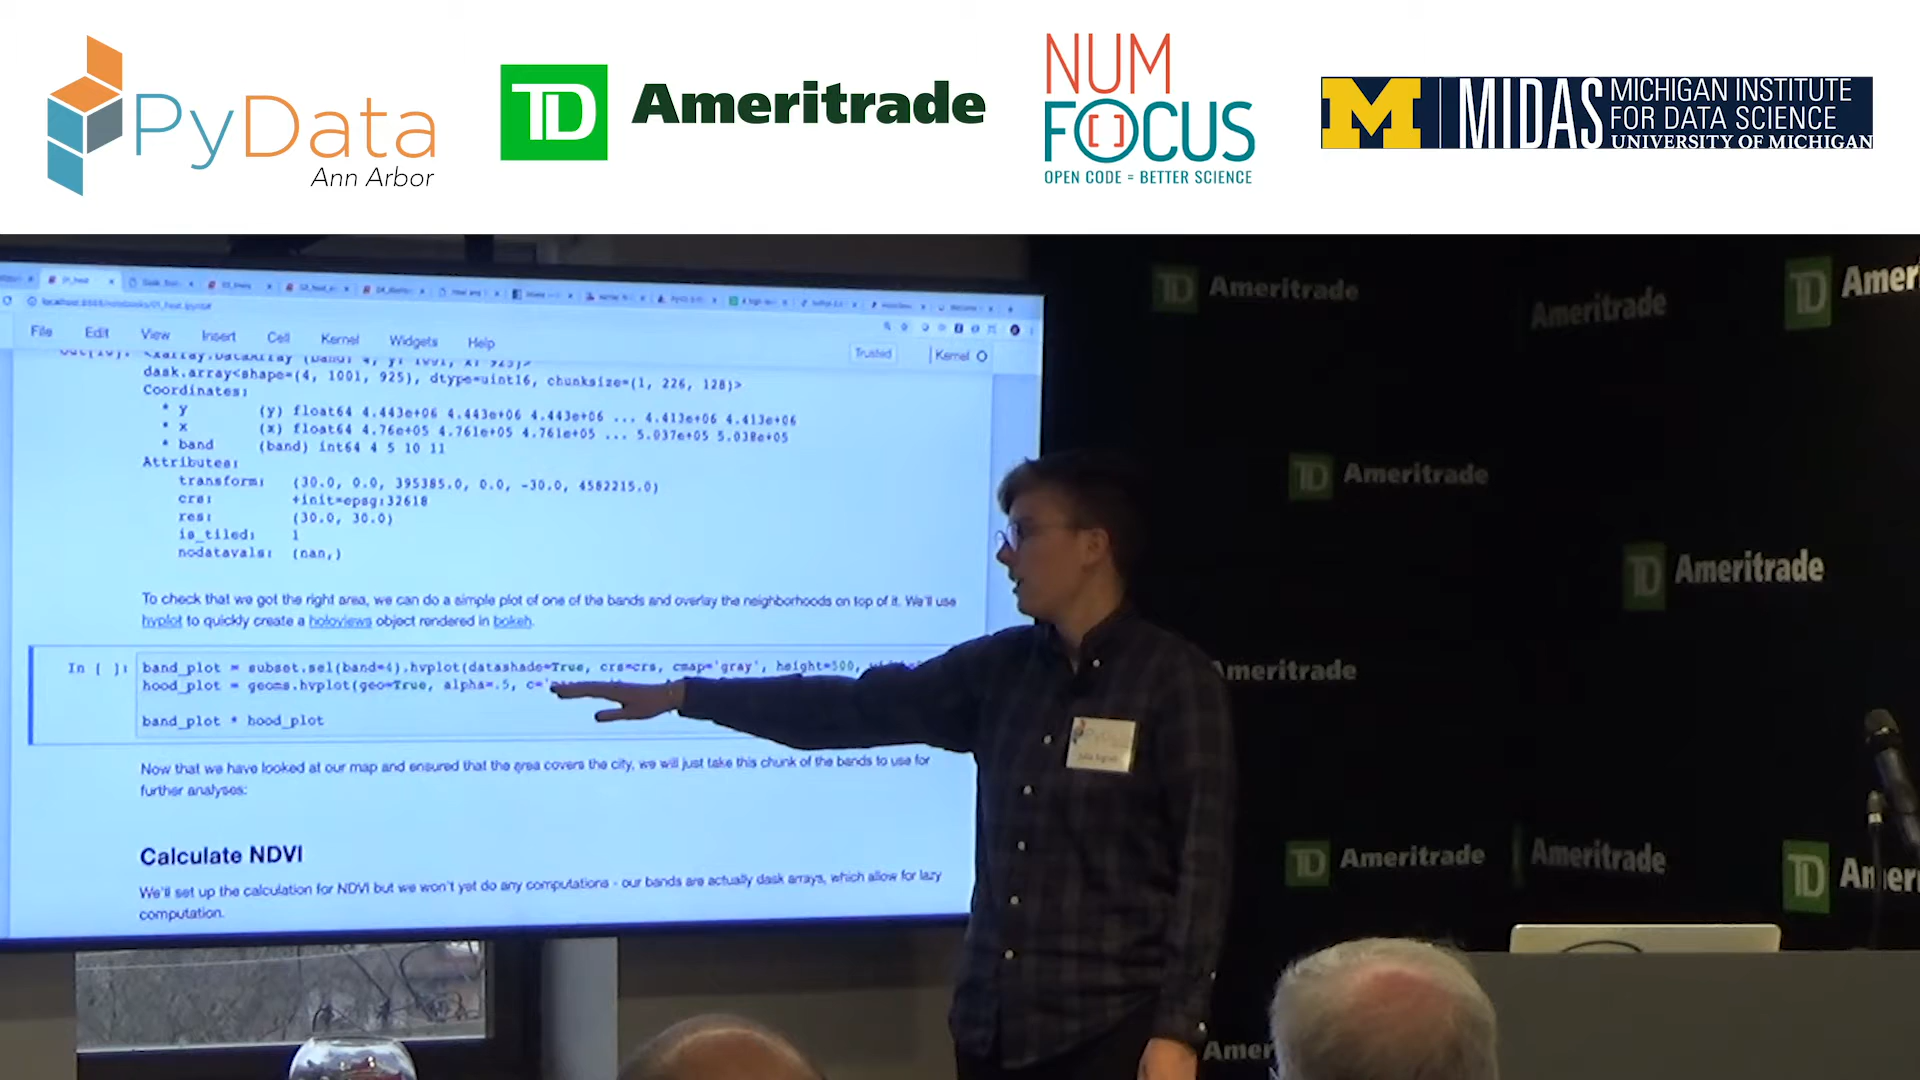 PyData
Ann Arbor
TD Ameritrade
NUM
FOCUS
OPEN CODE = BETTER SCIENCE
M MIDAS
MICHIGAN INSTITUTE
FOR DATA SCIENCE
UNIVERSITY OF MICHIGAN
File Edit View Insert Cell Kernel Widgets Help
Trusted
Kernel
dask.array<shape=(4, 1001, 925), dtype=uint16, chunksize=(1, 226, 128)>
Coordinates:
* y (y) float64 4.443e+06 4.443e+06 4.443e+06 ... 4.413e+06 4.413e+06
* x (x) float64 4.76e+05 4.761e+05 4.761e+05 ... 5.037e+05 5.038e+05
* band (band) int64 4 5 10 11
Attributes:
transform: (30.0, 0.0, 395385.0, 0.0, -30.0, 4582215.0)
crs: +init=epsg:32618
res: (30.0, 30.0)
is_tiled: 1
nodatavals: (nan,)
To check that we got the right area, we can do a simple plot of one of the bands and overlay the neighborhoods on top of it. We'll use
hvplot to quickly create a holoviews object rendered in bokeh.
In [ ]: band_plot = subset.sel(band=4).hvplot(datashade=True, crs=crs, cmap='gray', height=500,
hood_plot = geoms.hvplot(geo=True, alpha=.5, c='
band_plot * hood_plot
Now that we have looked at our map and ensured that the area covers the city, we will just take this chunk of the bands to use for
further analyses:
Calculate NDVI
We'll set up the calculation for NDVI but we won't yet do any computations - our bands are actually dask arrays, which allow for lazy
computation.
PyData
TD Ameritrade
Ameritrade
TD Ameri
TD Ameritrade
TD Ameritrade
Ameritrade
TD Ameritrade
Ameritrade
TD Ameri
Ameri